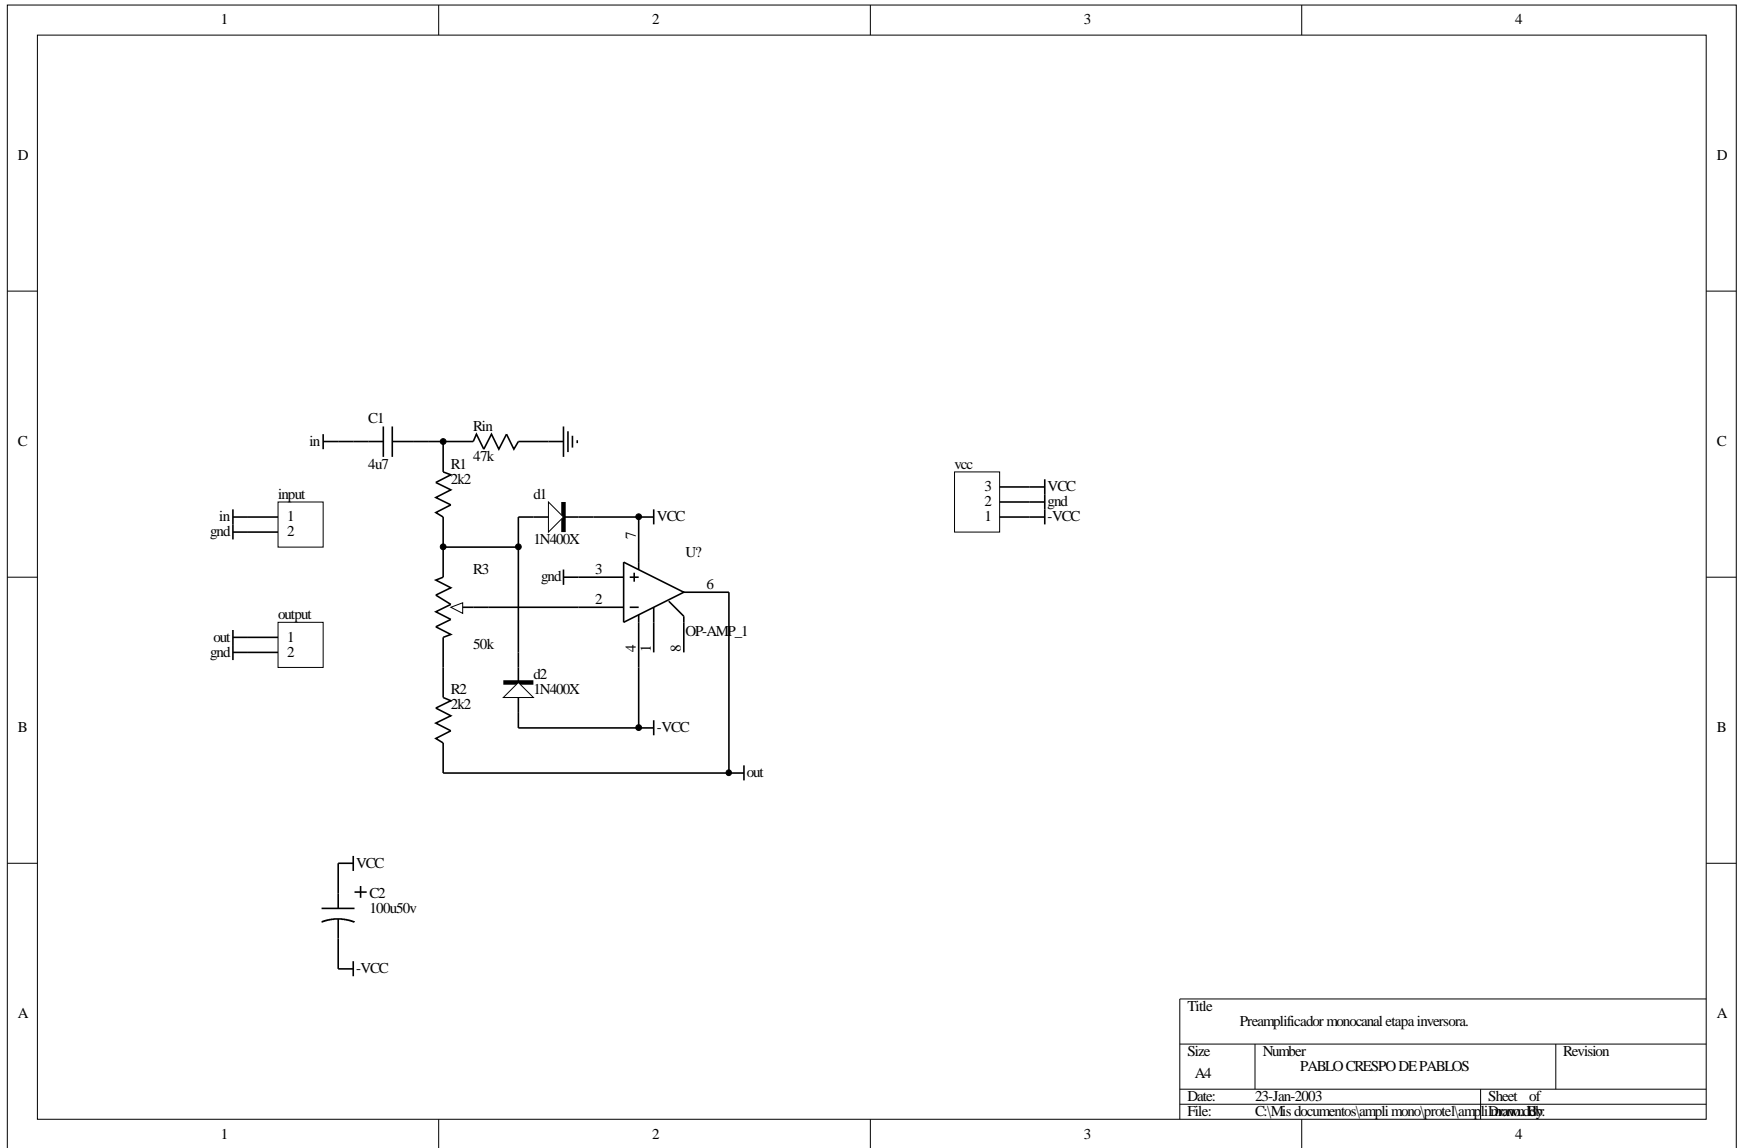 1 2 3 4
D D
C1
Rin
in
4u7
47k
C C
R1
2k2
vcc
3 VCC
2 gnd
1 -VCC
input
in 1
gnd 2
d1
1N400X
VCC
7
U?
R3
gnd 3
6
2
output
out 1
gnd 2
50k
OP-AMP_1
4
1
8
d2
1N400X
R2
2k2
B B
-VCC
out
VCC
C2
100u50v
-VCC
A A
Title
Preamplificador monocanal etapa inversora.
Size Number Revision
A4 PABLO CRESPO DE PABLOS
Date: 23-Jan-2003 Sheet of
File: C:\Mis documentos\ampli mono\protel\ampli
1 2 3 4